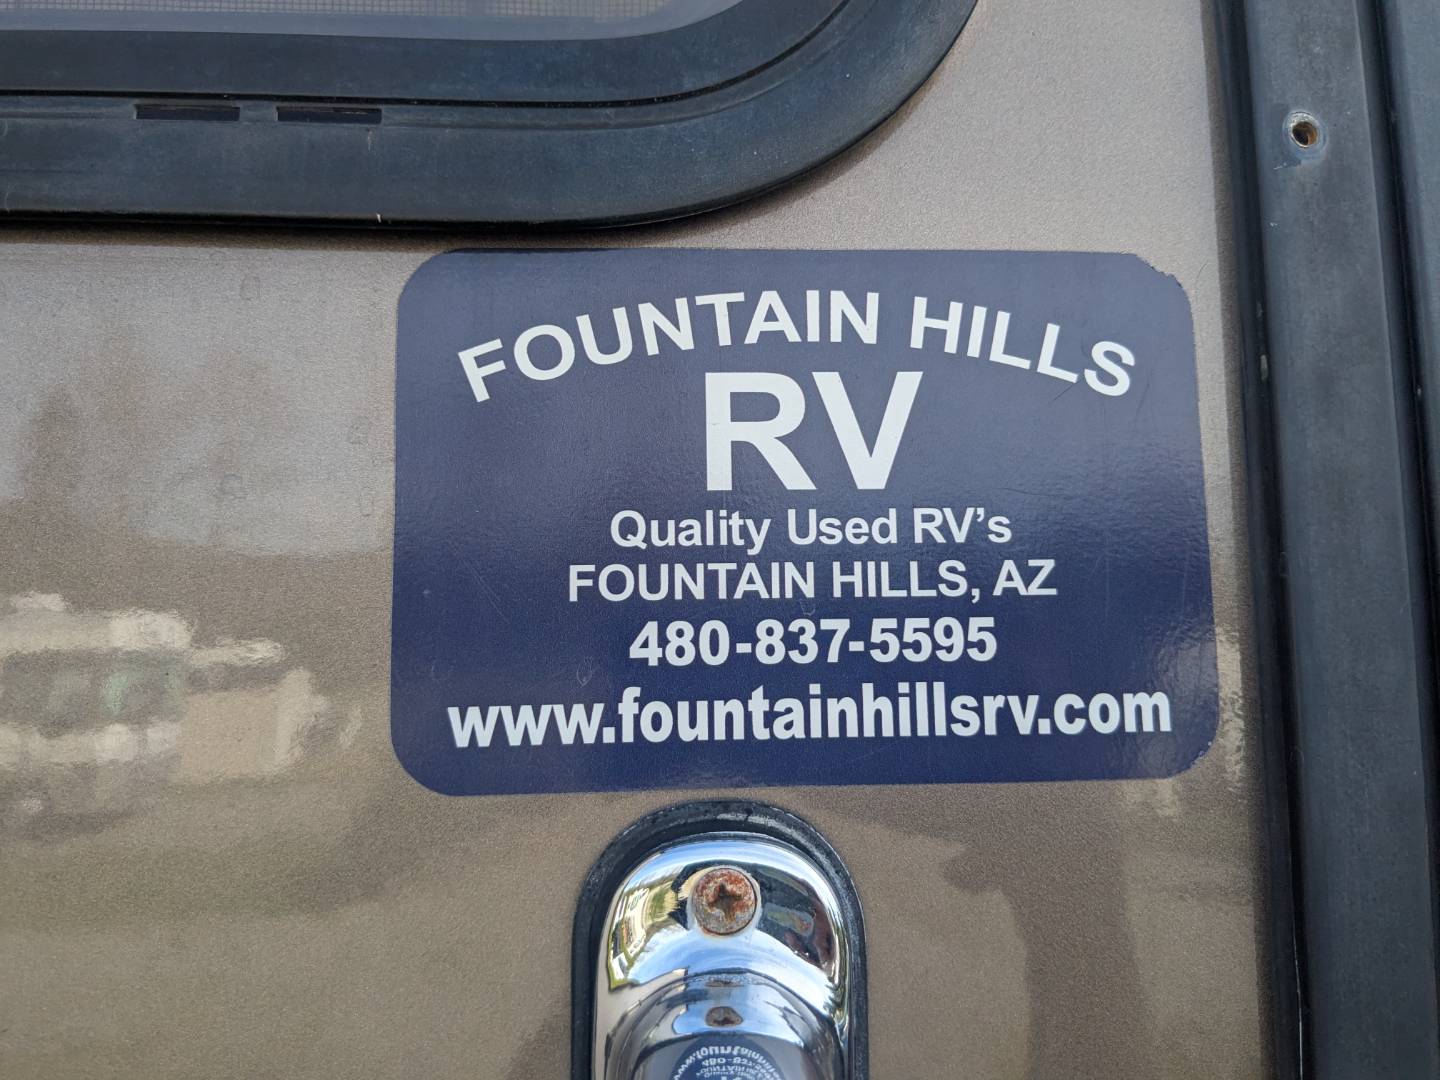 FOUNTAIN HILLS
RV
Quality Used RV's
FOUNTAIN HILLS, AZ
480-837-5595
www.fountainhillsrv.com